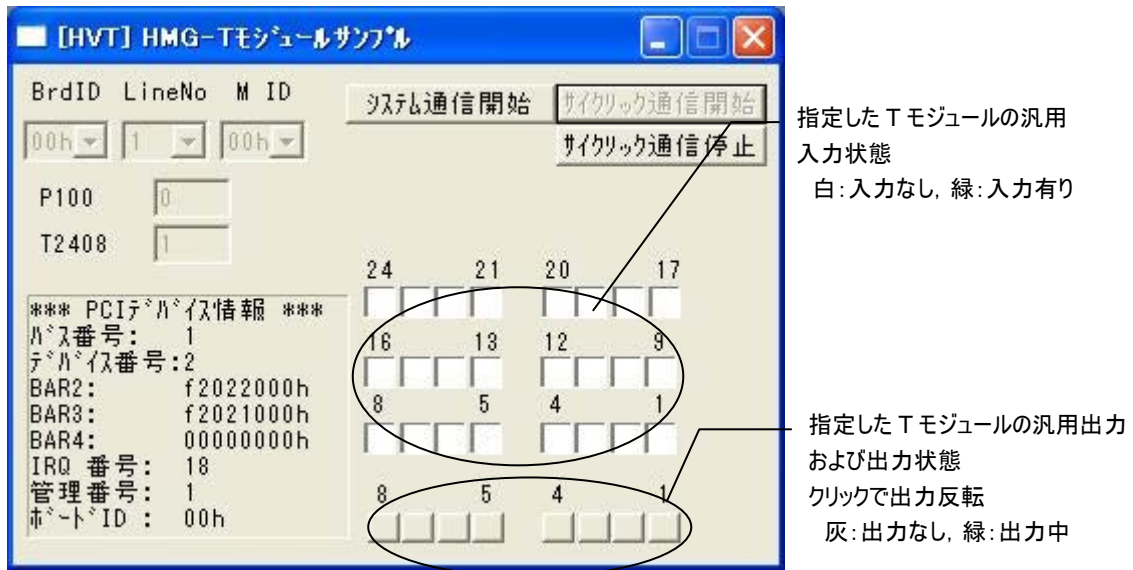 [HVT] HMG-Tﾓｼﾞｭｰﾙｻﾝﾌﾟﾙ
BrdID LineNo M ID
00h 1 00h
ｼｽﾃﾑ通信開始
ｻｲｸﾘｯｸ通信開始
ｻｲｸﾘｯｸ通信停止
P100 0
T2408 1
*** PCIﾃﾞﾊﾞｲｽ情報 ***
ﾊﾞｽ番号: 1
ﾃﾞﾊﾞｲｽ番号:2
BAR2: f2022000h
BAR3: f2021000h
BAR4: 00000000h
IRQ 番号: 18
管理番号: 1
ﾎﾞｰﾄﾞID : 00h
24 21 20 17
16 13 12 9
8 5 4 1
8 5 4 1
指定したTモジュールの汎用
入力状態
白:入力なし, 緑:入力有り
指定したTモジュールの汎用出力
および出力状態
クリックで出力反転
灰:出力なし, 緑:出力中